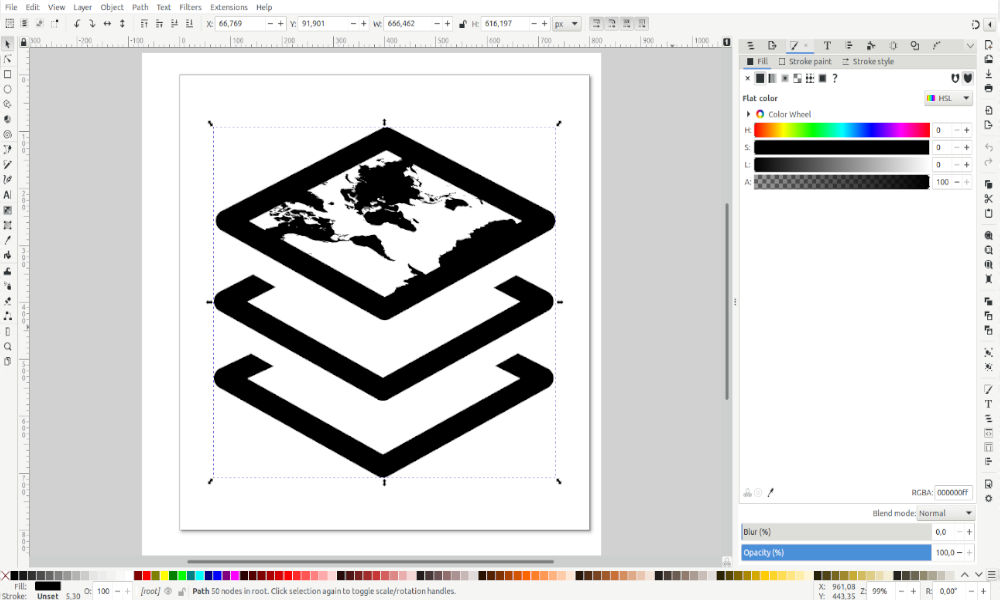 File Edit View Layer Object Path Text Filters Extensions Help
X: 66,769 − + Y: 91,901 − + W: 666,462 − + H: 616,197 − + px
-300 -200 -100 0 100 200 300 400 500 600 700 800 900 1000
Fill Stroke paint Stroke style
?
Flat color HSL
Color Wheel
H: 0 − +
S: 0 − +
L: 0 − +
A: 100 − +
RGBA: 000000ff
Blend mode: Normal
Blur (%) 0,0 − +
Opacity (%) 100,0 − +
Fill: O: 100 − + [root] Path 50 nodes in root. Click selection again to toggle scale/rotation handles. X: 961,08 Z: 99% − + R: 0,00° − +
Stroke: Unset 5,30 Y: 443,35